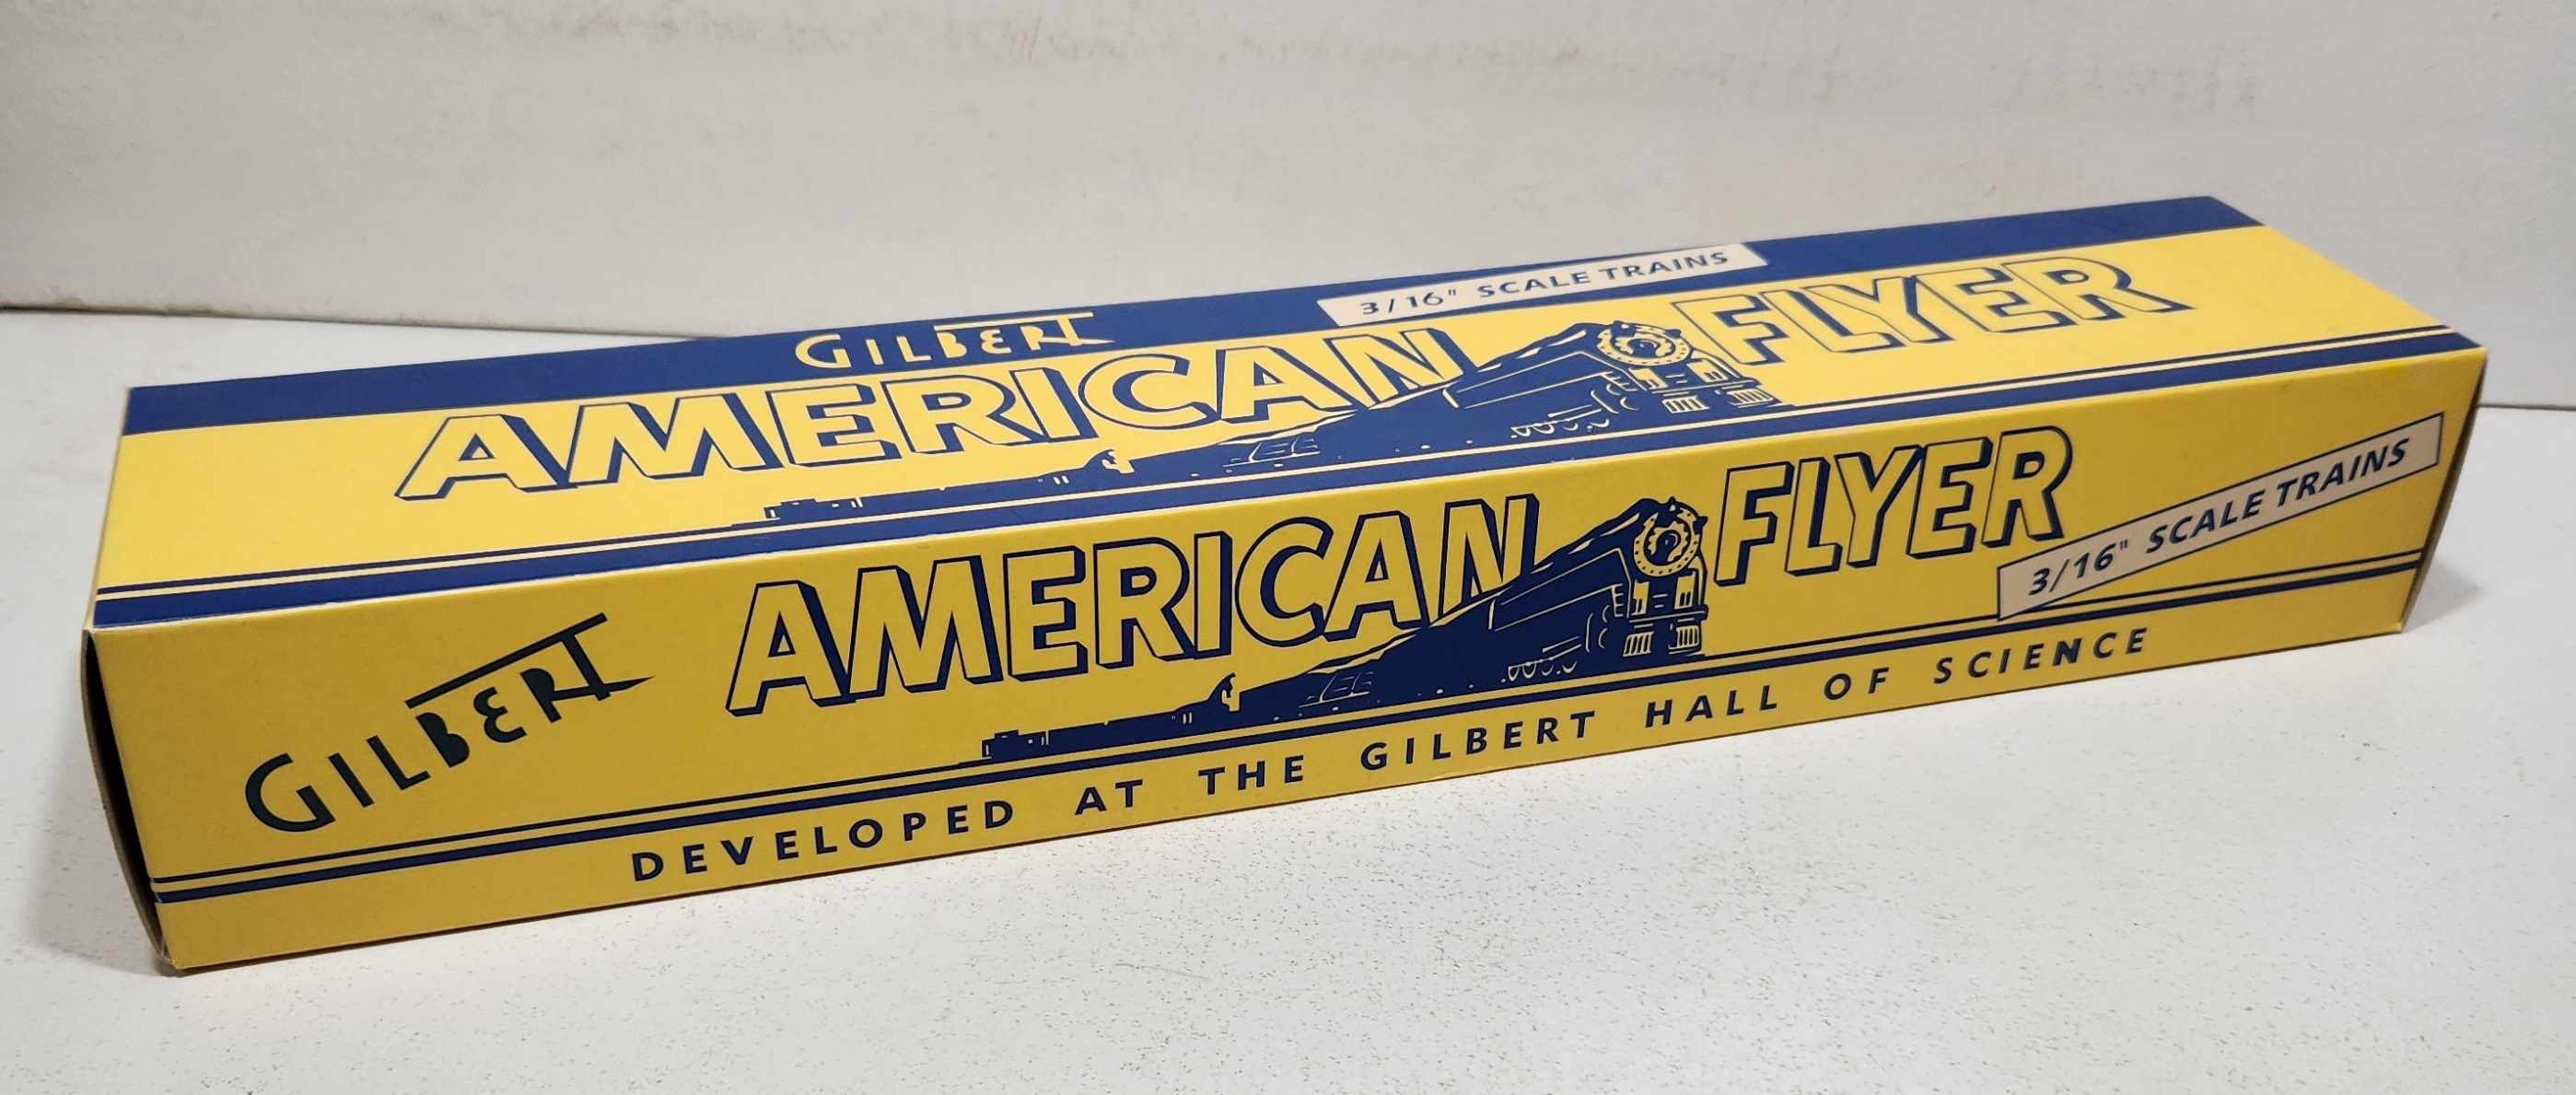 GILBERT
3/16" SCALE TRAINS
AMERICAN FLYER
GILBERT
AMERICAN FLYER
3/16" SCALE TRAINS
DEVELOPED AT THE GILBERT HALL OF SCIENCE